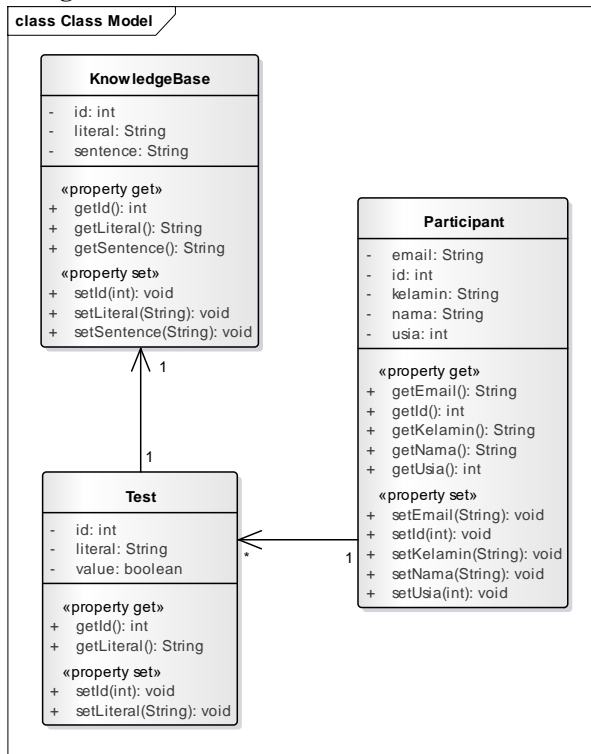 class Class Model
KnowledgeBase
- id: int
- literal: String
- sentence: String
«property get»
+ getId(): int
+ getLiteral(): String
+ getSentence(): String
«property set»
+ setId(int): void
+ setLiteral(String): void
+ setSentence(String): void
Participant
- email: String
- id: int
- kelamin: String
- nama: String
- usia: int
«property get»
+ getEmail(): String
+ getId(): int
+ getKelamin(): String
+ getNama(): String
+ getUsia(): int
«property set»
+ setEmail(String): void
+ setId(int): void
+ setKelamin(String): void
+ setNama(String): void
+ setUsia(int): void
1
1
Test
- id: int
- literal: String
- value: boolean
«property get»
+ getId(): int
+ getLiteral(): String
«property set»
+ setId(int): void
+ setLiteral(String): void
*
1